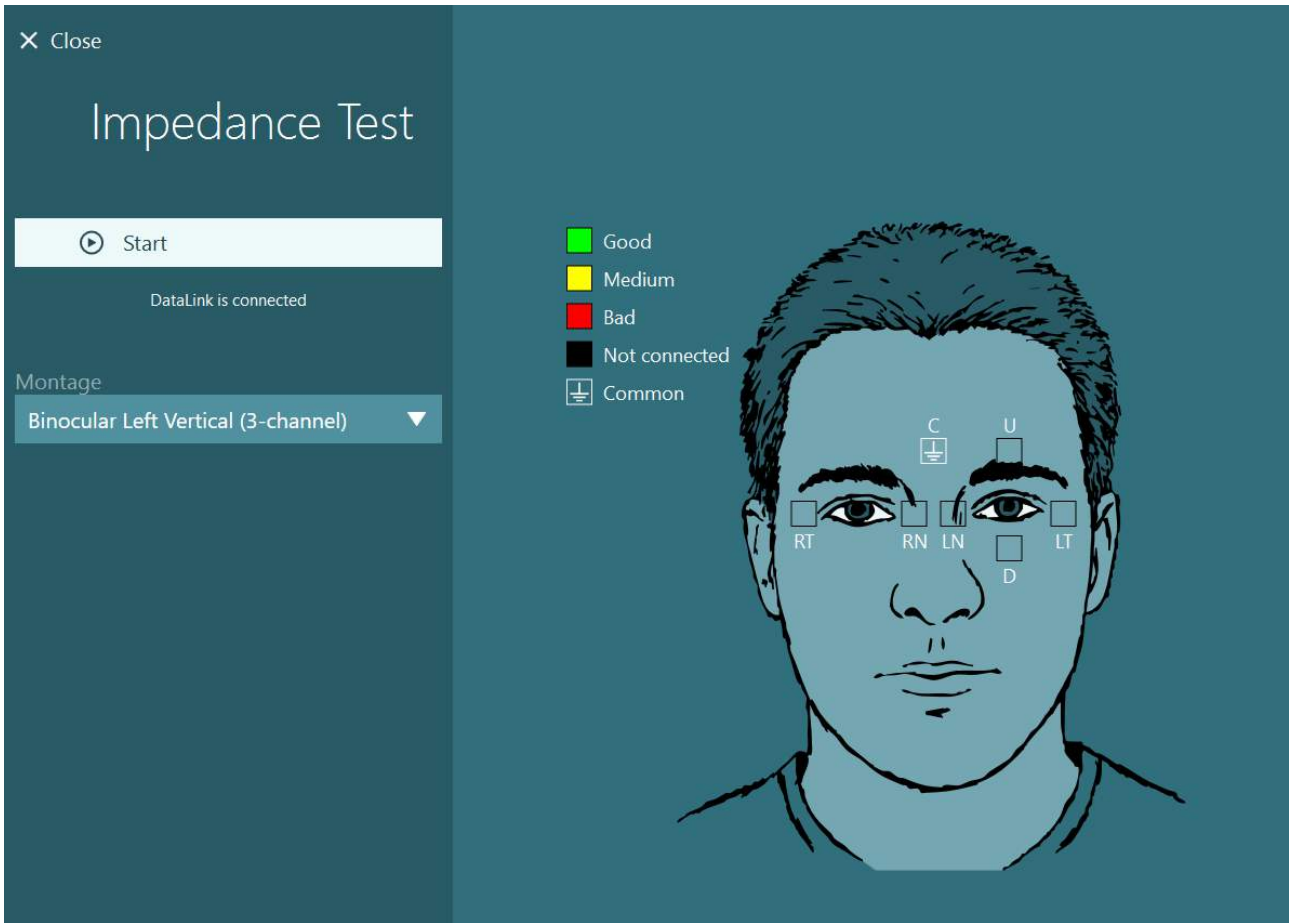 Close
Impedance Test
Start
DataLink is connected
Montage
Binocular Left Vertical (3-channel)
Good
Medium
Bad
Not connected
Common
C U
RT RN LN LT
D